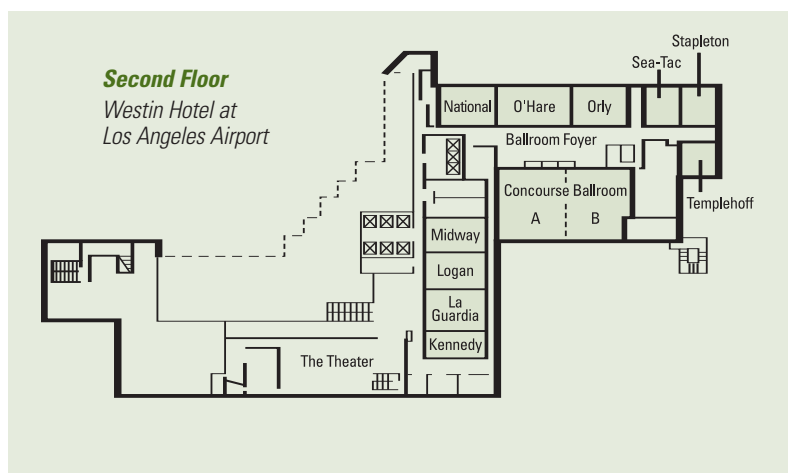 Second Floor
Westin Hotel at
Los Angeles Airport
Stapleton
Sea-Tac
National
O'Hare
Orly
Ballroom Foyer
Concourse Ballroom
A
B
Templehoff
Midway
Logan
La
Guardia
Kennedy
The Theater